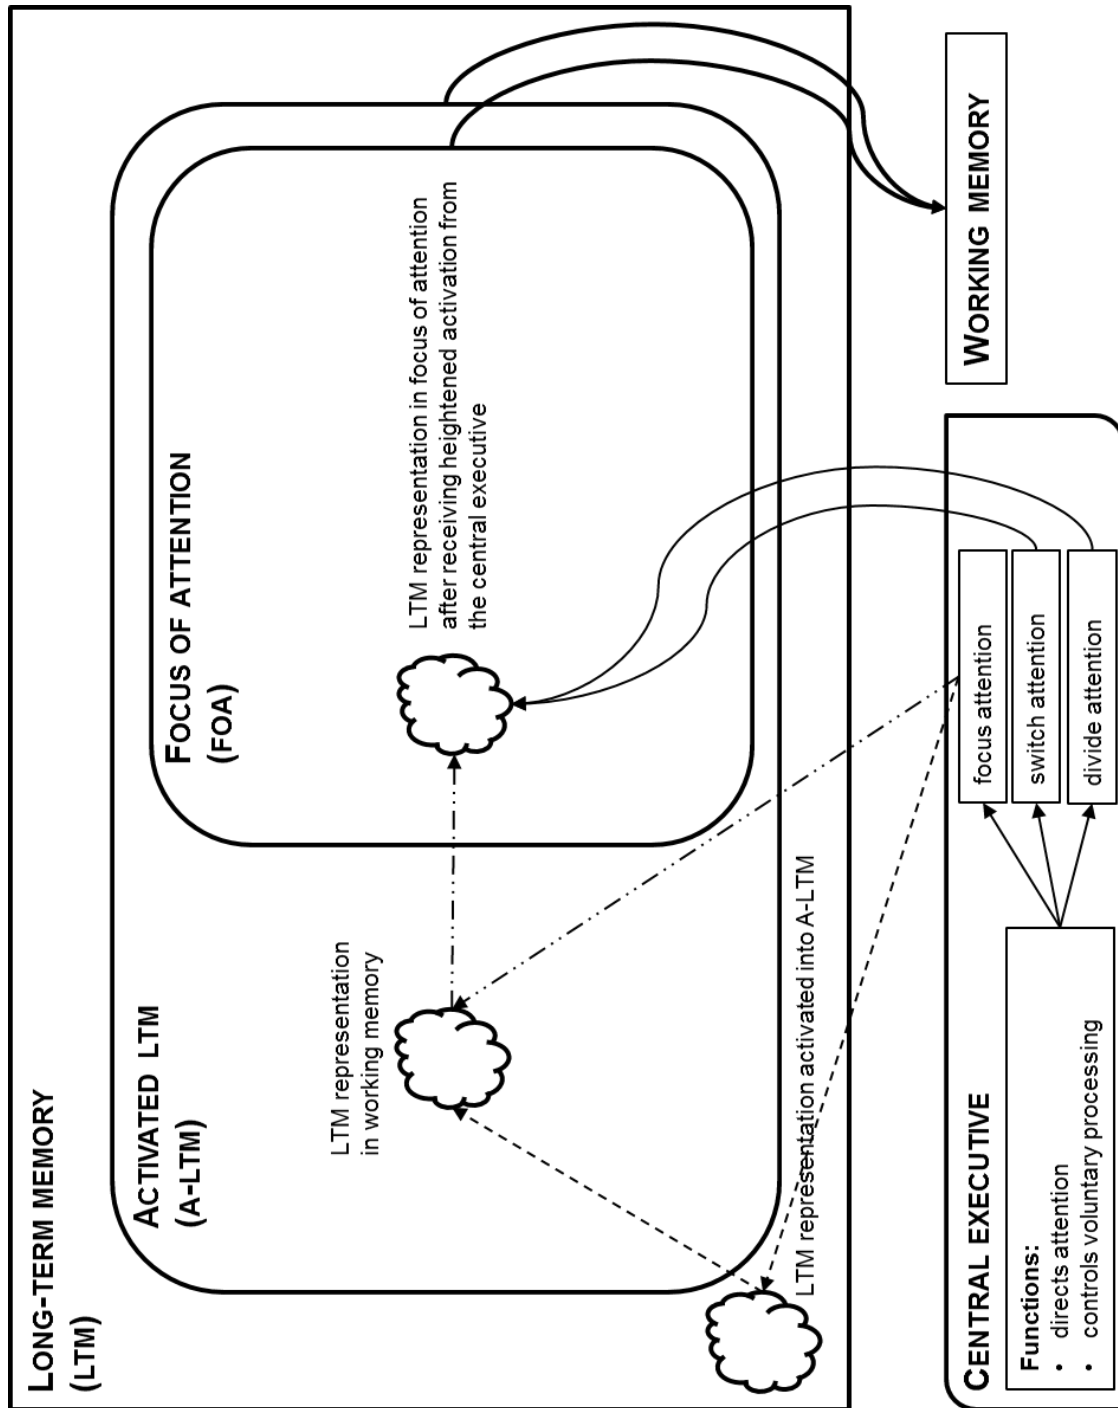 LONG-TERM MEMORY
(LTM)
ACTIVATED LTM
(A-LTM)
FOCUS OF ATTENTION
(FOA)
LTM representation
in working memory
LTM representation in focus of attention
after receiving heightened activation from
the central executive
LTM representation activated into A-LTM
CENTRAL EXECUTIVE
Functions:
• directs attention
• controls voluntary processing
focus attention
switch attention
divide attention
WORKING MEMORY